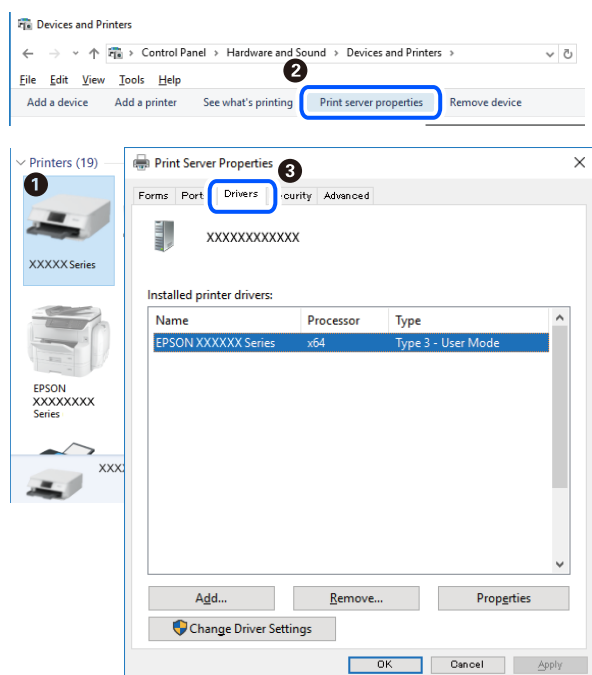 Devices and Printers
Control Panel > Hardware and Sound > Devices and Printers >
2
File Edit View Tools Help
Add a device Add a printer See what's printing Print server properties Remove device
Printers (19)
1
XXXXX Series
EPSON
XXXXXXXX
Series
XXX
Print Server Properties
3
Forms Port Drivers curity Advanced
XXXXXXXXXXXX
Installed printer drivers:
Name Processor Type
EPSON XXXXXX Series x64 Type 3 - User Mode
Add... Remove... Properties
Change Driver Settings
OK Cancel Apply